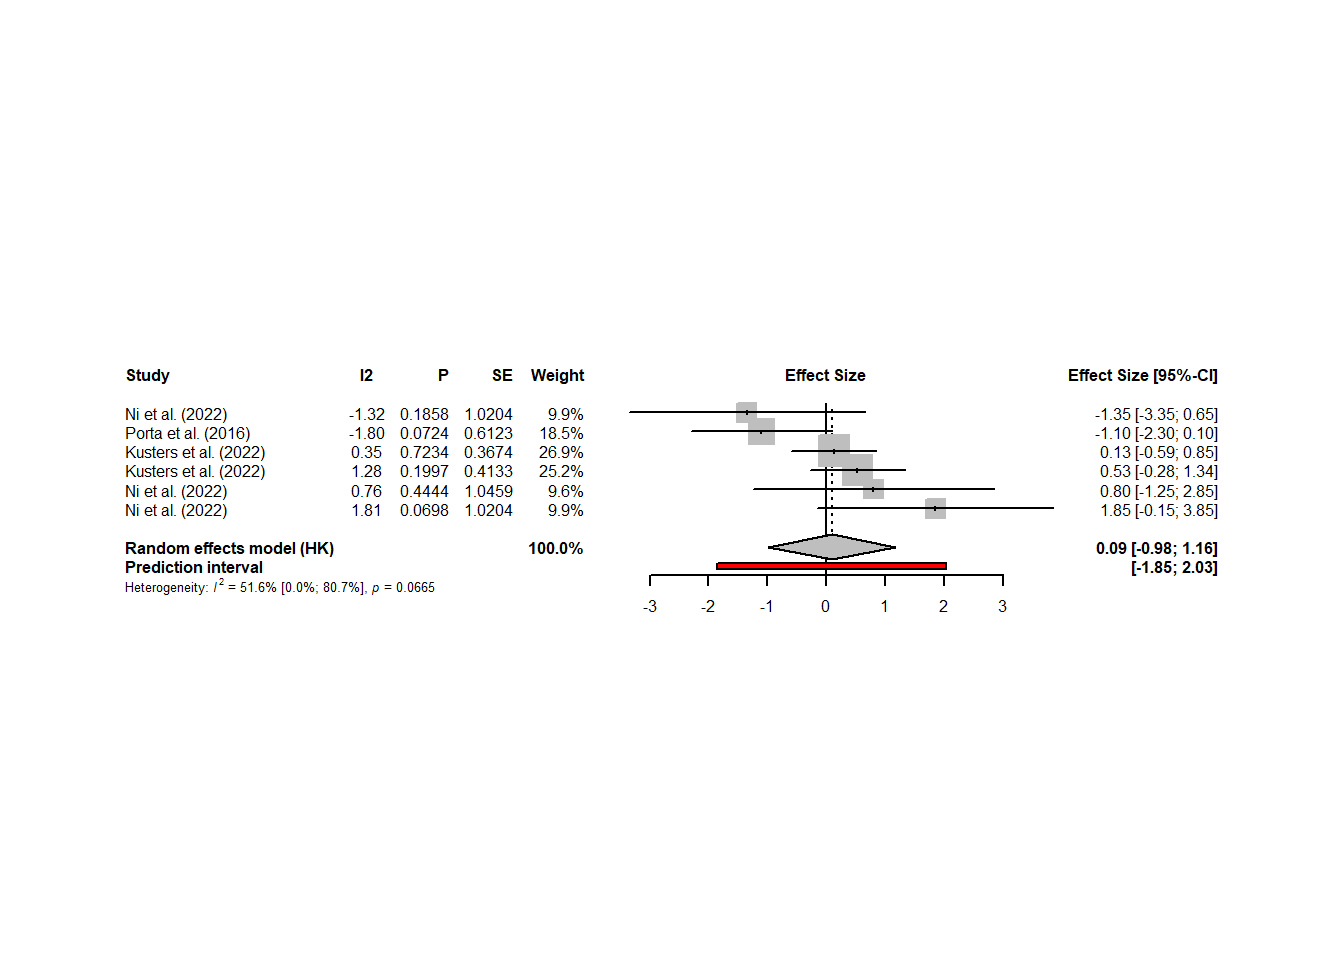 Study I2 P SE Weight Effect Size Effect Size [95%-CI]
Ni et al. (2022) -1.32 0.1858 1.0204 9.9% -1.35 [-3.35; 0.65]
Porta et al. (2016) -1.80 0.0724 0.6123 18.5% -1.10 [-2.30; 0.10]
Kusters et al. (2022) 0.35 0.7234 0.3674 26.9% 0.13 [-0.59; 0.85]
Kusters et al. (2022) 1.28 0.1997 0.4133 25.2% 0.53 [-0.28; 1.34]
Ni et al. (2022) 0.76 0.4444 1.0459 9.6% 0.80 [-1.25; 2.85]
Ni et al. (2022) 1.81 0.0698 1.0204 9.9% 1.85 [-0.15; 3.85]
Random effects model (HK) 100.0% 0.09 [-0.98; 1.16]
Prediction interval [-1.85; 2.03]
Heterogeneity: I² = 51.6% [0.0%; 80.7%], p = 0.0665
-3 -2 -1 0 1 2 3